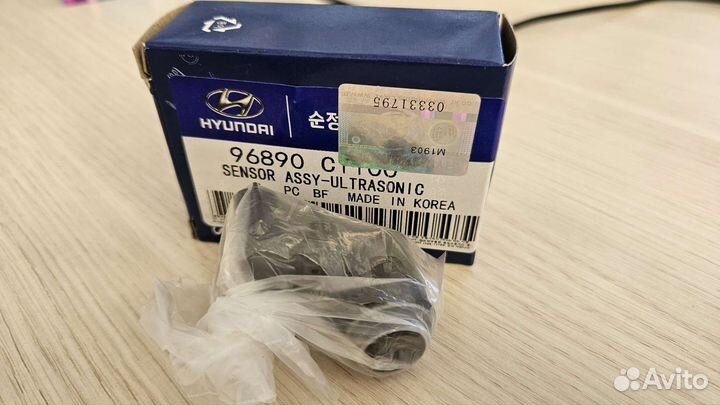 HYUNDAI
순정
03331795
M1903
96890 C1100
SENSOR ASSY-ULTRASONIC
PC BF MADE IN KOREA
Avito